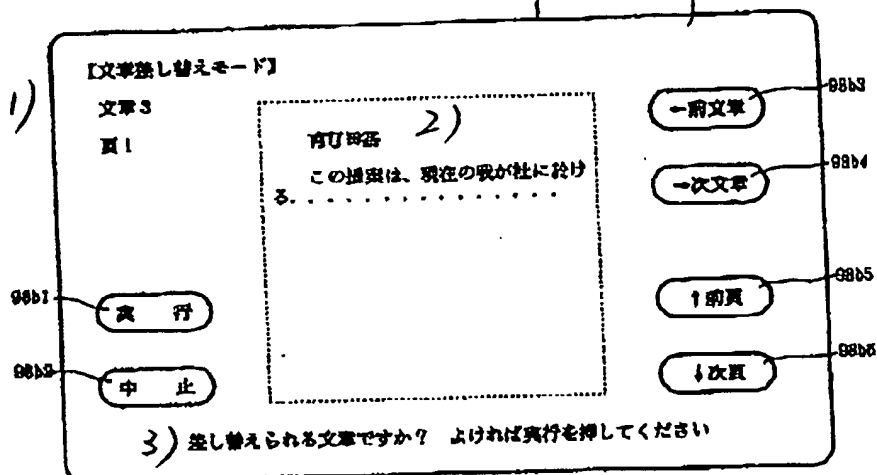 【文章差し替えモード】
1)
文章3
頁1
2)
前略
この提案は、現在の我が社に於け
る. . . . . . . . . . . . . . .
←前文章
98b3
→次文章
98b4
98b1
実 行
↑前頁
98b5
98b2
中 止
↓次頁
98b6
3) 差し替えられる文章ですか? よければ実行を押してください